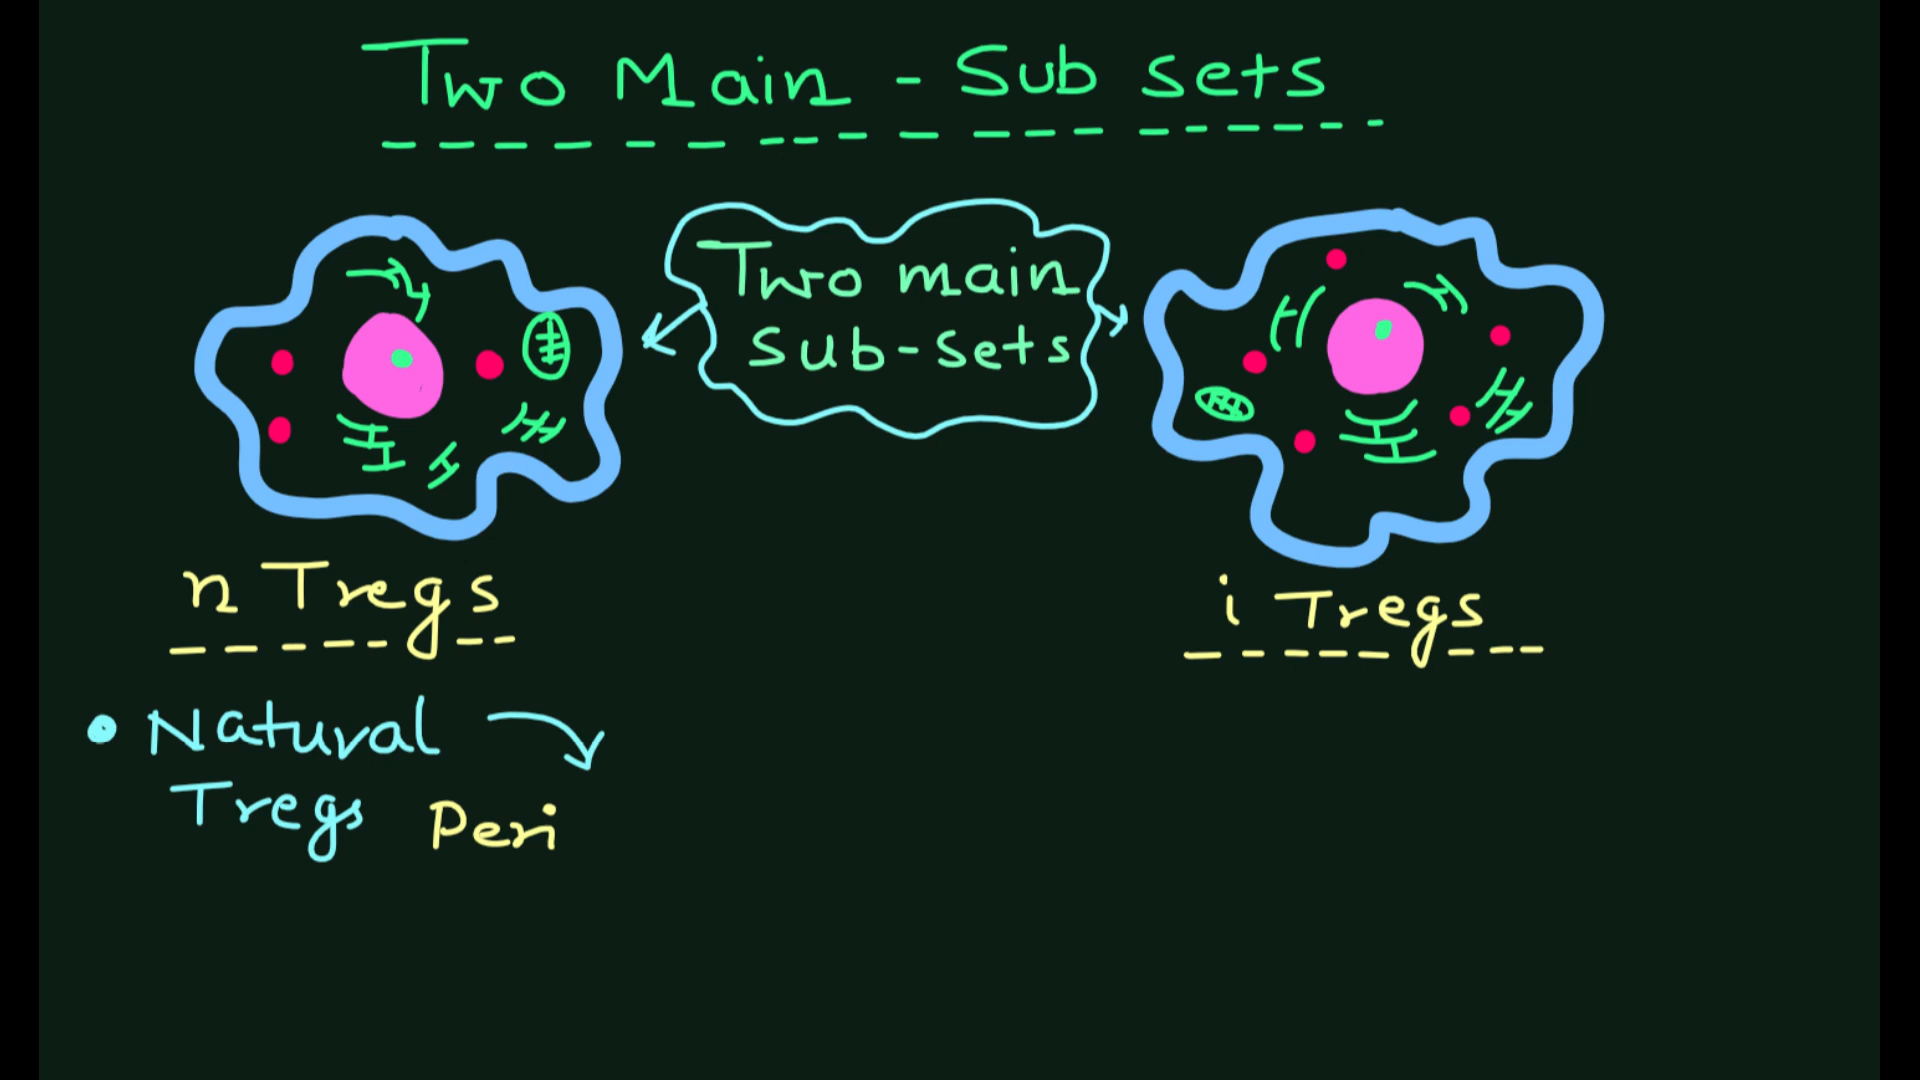 Two Main - Sub sets
Two main
Sub-sets
n Tregs
i Tregs
• Natural
Tregs Peri